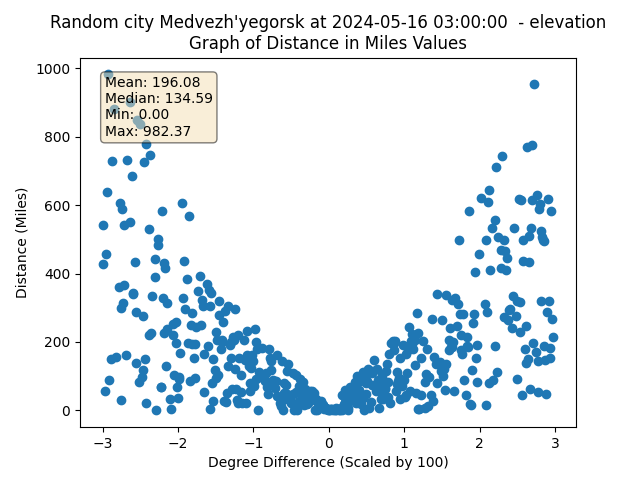 Random city Medvezh'yegorsk at 2024-05-16 03:00:00  - elevation
Graph of Distance in Miles Values
Mean: 196.08
Median: 134.59
Min: 0.00
Max: 982.37
1000
800
600
400
200
0
Distance (Miles)
−3 −2 −1 0 1 2 3
Degree Difference (Scaled by 100)